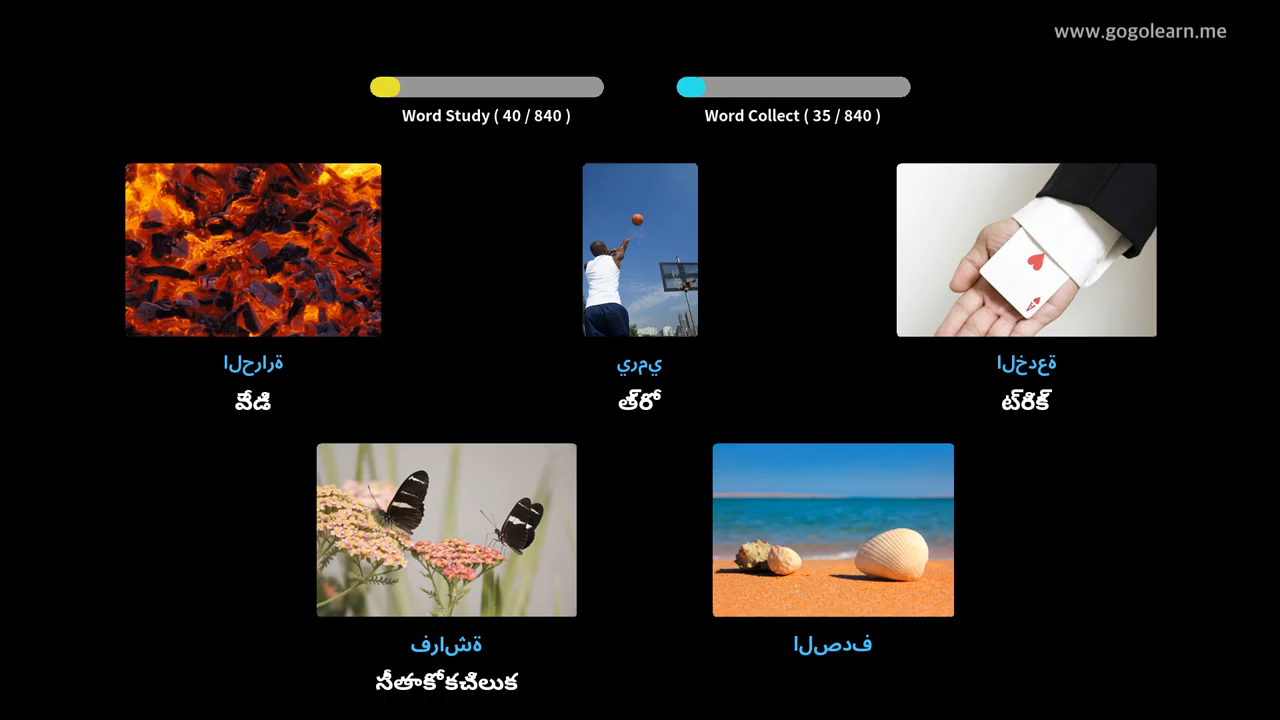 www.gogolearn.me
Word Study ( 40 / 840 )
Word Collect ( 35 / 840 )
الحرارة
يرمي
الخدعة
వేడి
త్రో
ట్రిక్
فراشة
الصدف
సీతాకోకచిలుక